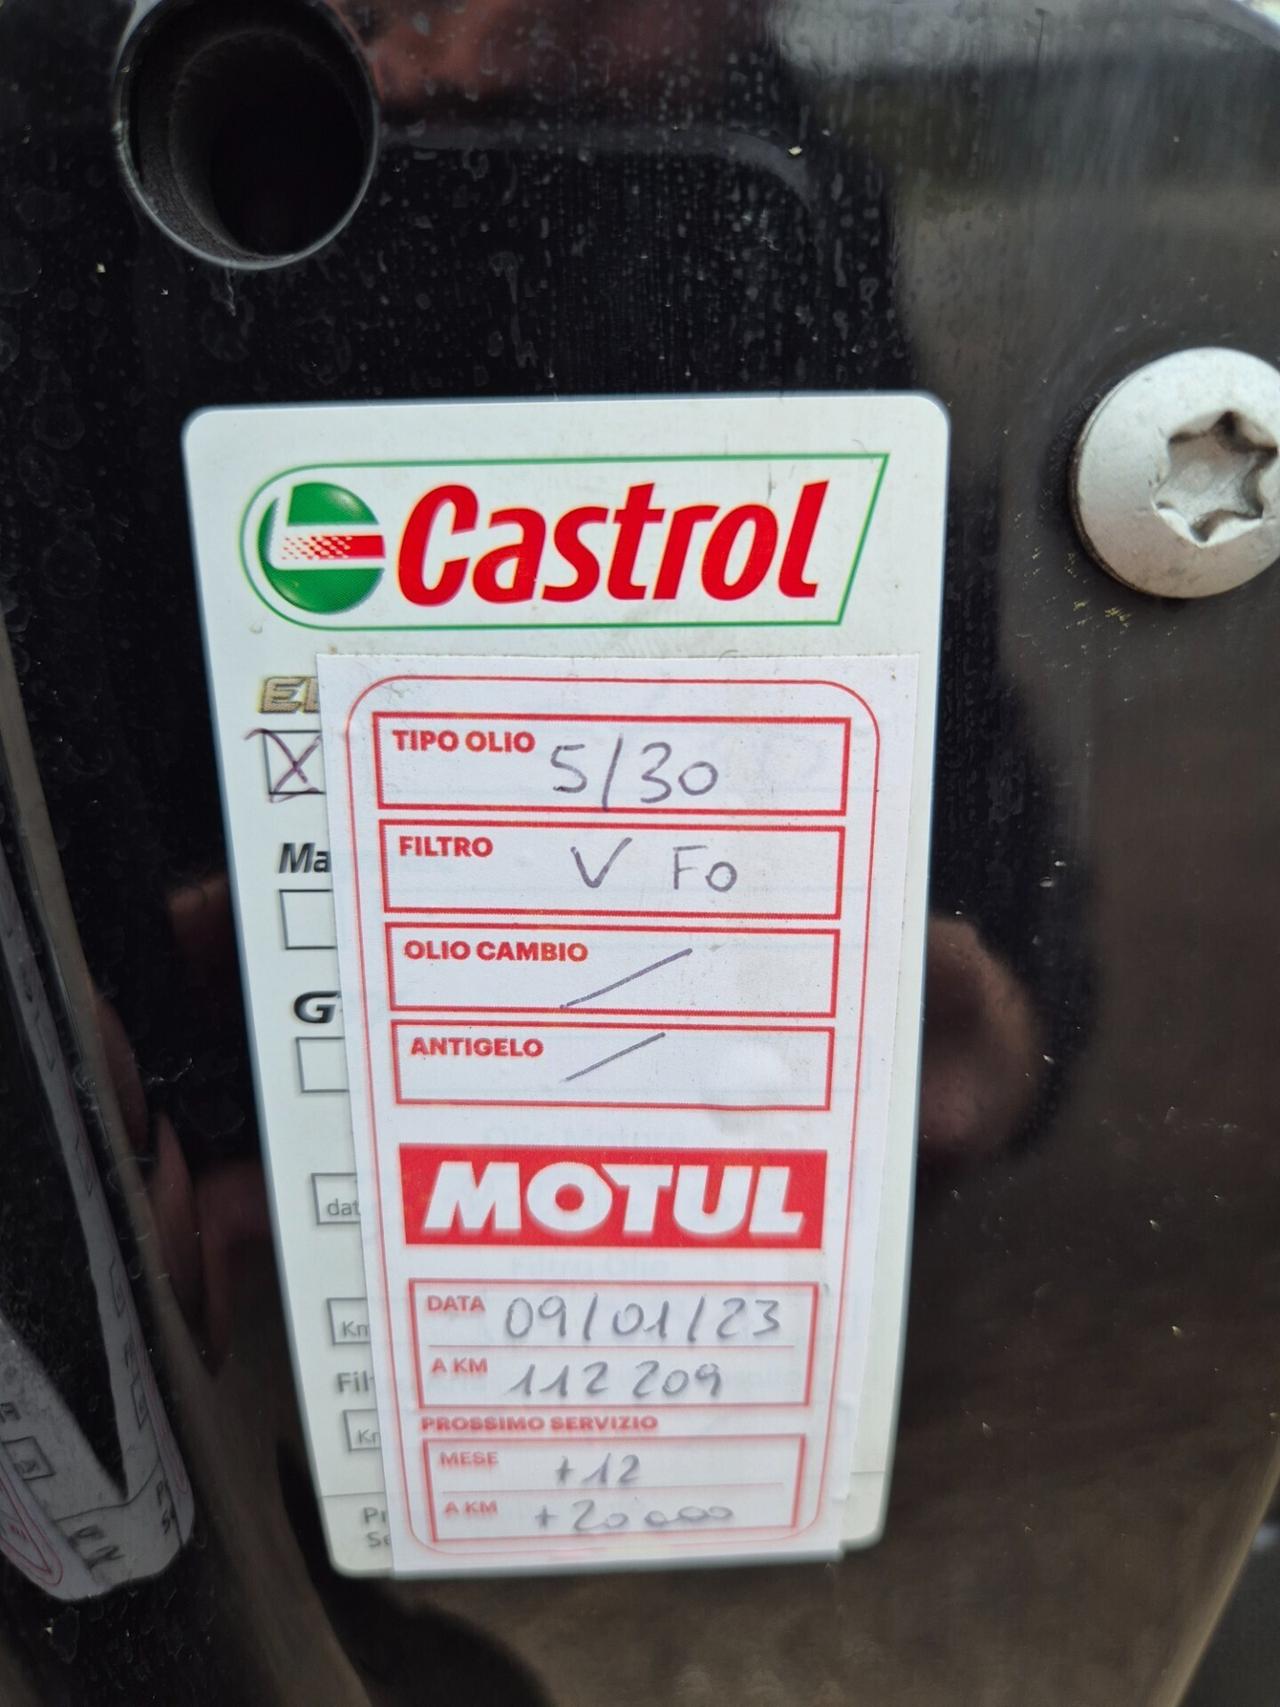 Castrol
TIPO OLIO 5/30
FILTRO V FO
OLIO CAMBIO /
ANTIGELO /
MOTUL
DATA 09/01/23
A KM 112 209
PROSSIMO SERVIZIO
MESE +12
A KM +20000